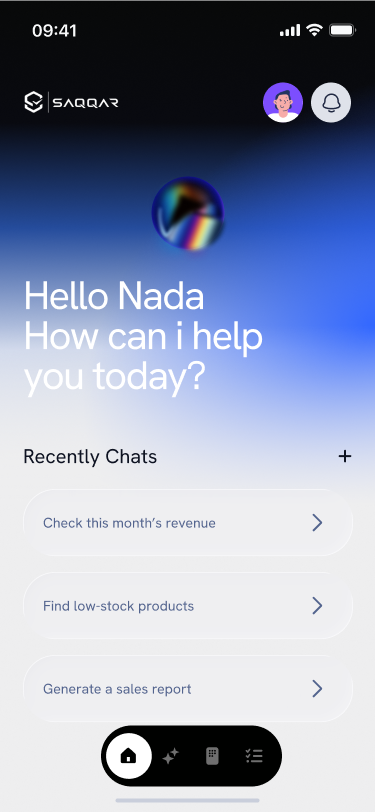 09:41
SAQQAR
Hello Nada
How can i help
you today?
Recently Chats
Check this month’s revenue
Find low-stock products
Generate a sales report